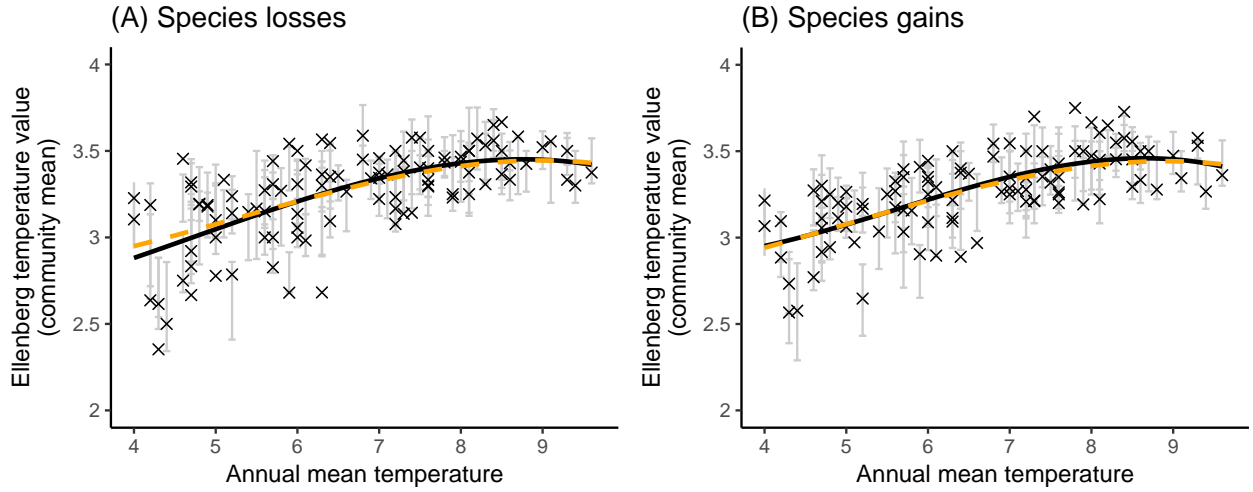 (A) Species losses
Ellenberg temperature value
(community mean)
4
3.5
3
2.5
2
4 5 6 7 8 9
Annual mean temperature
(B) Species gains
Ellenberg temperature value
(community mean)
4
3.5
3
2.5
2
4 5 6 7 8 9
Annual mean temperature